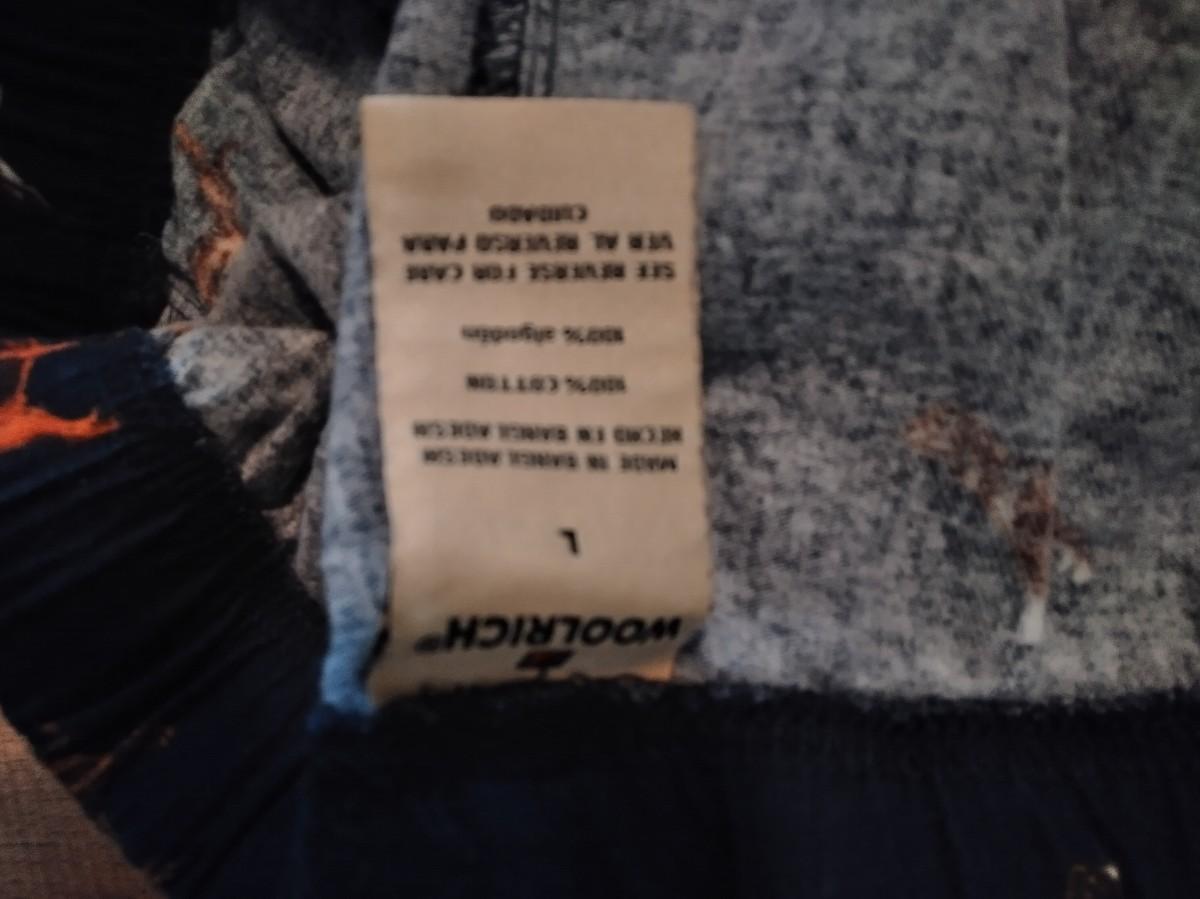 WOOLRICH®
L
MADE IN BANGLADESH
HECHO EN BANGLADESH
100% COTTON
100% algodón
SEE REVERSE FOR CARE
VER AL REVERSO PARA
CUIDADO